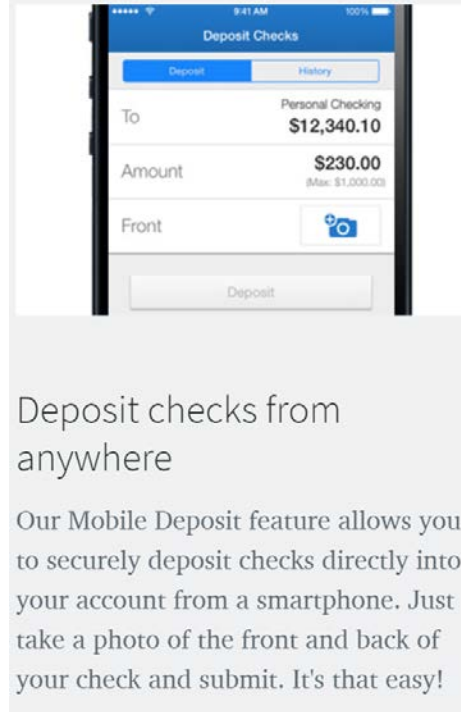 9:41 AM 100%
Deposit Checks
Deposit History
To Personal Checking
$12,340.10
Amount $230.00
(Max: $1,000.00)
Front
Deposit
Deposit checks from
anywhere
Our Mobile Deposit feature allows you
to securely deposit checks directly into
your account from a smartphone. Just
take a photo of the front and back of
your check and submit. It's that easy!